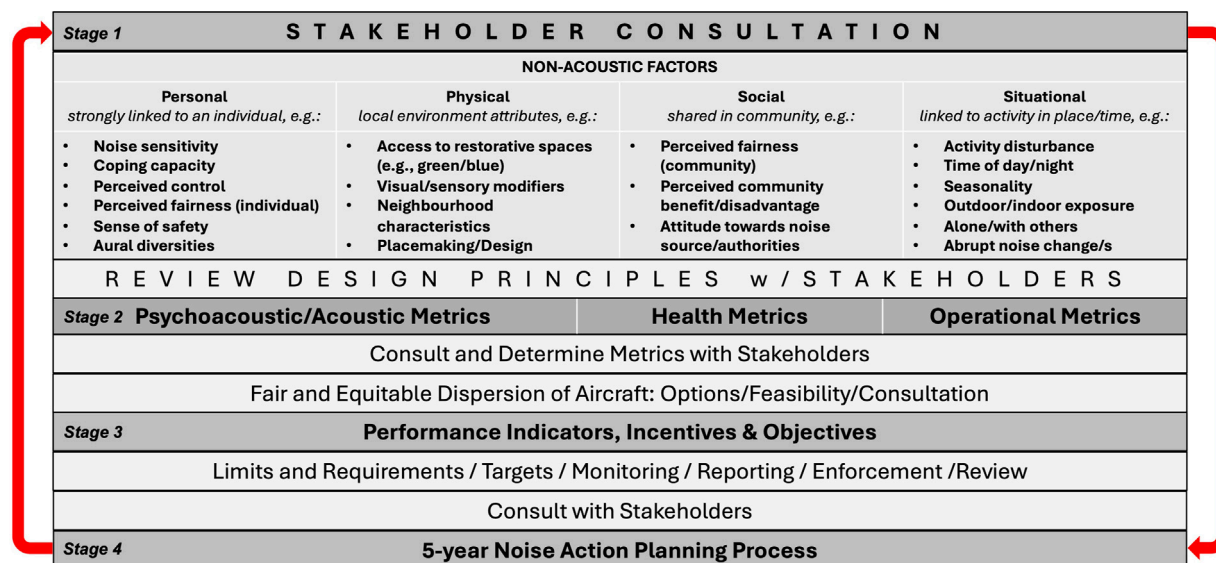 Stage 1 STAKEHOLDER CONSULTATION
NON-ACOUSTIC FACTORS
Personal
strongly linked to an individual, e.g.:
• Noise sensitivity
• Coping capacity
• Perceived control
• Perceived fairness (individual)
• Sense of safety
• Aural diversities
Physical
local environment attributes, e.g.:
• Access to restorative spaces
(e.g., green/blue)
• Visual/sensory modifiers
• Neighbourhood
characteristics
• Placemaking/Design
Social
shared in community, e.g.:
• Perceived fairness
(community)
• Perceived community
benefit/disadvantage
• Attitude towards noise
source/authorities
Situational
linked to activity in place/time, e.g.:
• Activity disturbance
• Time of day/night
• Seasonality
• Outdoor/indoor exposure
• Alone/with others
• Abrupt noise change/s
REVIEW DESIGN PRINCIPLES w/STAKEHOLDERS
Stage 2 Psychoacoustic/Acoustic Metrics Health Metrics Operational Metrics
Consult and Determine Metrics with Stakeholders
Fair and Equitable Dispersion of Aircraft: Options/Feasibility/Consultation
Stage 3 Performance Indicators, Incentives & Objectives
Limits and Requirements / Targets / Monitoring / Reporting / Enforcement /Review
Consult with Stakeholders
Stage 4 5-year Noise Action Planning Process